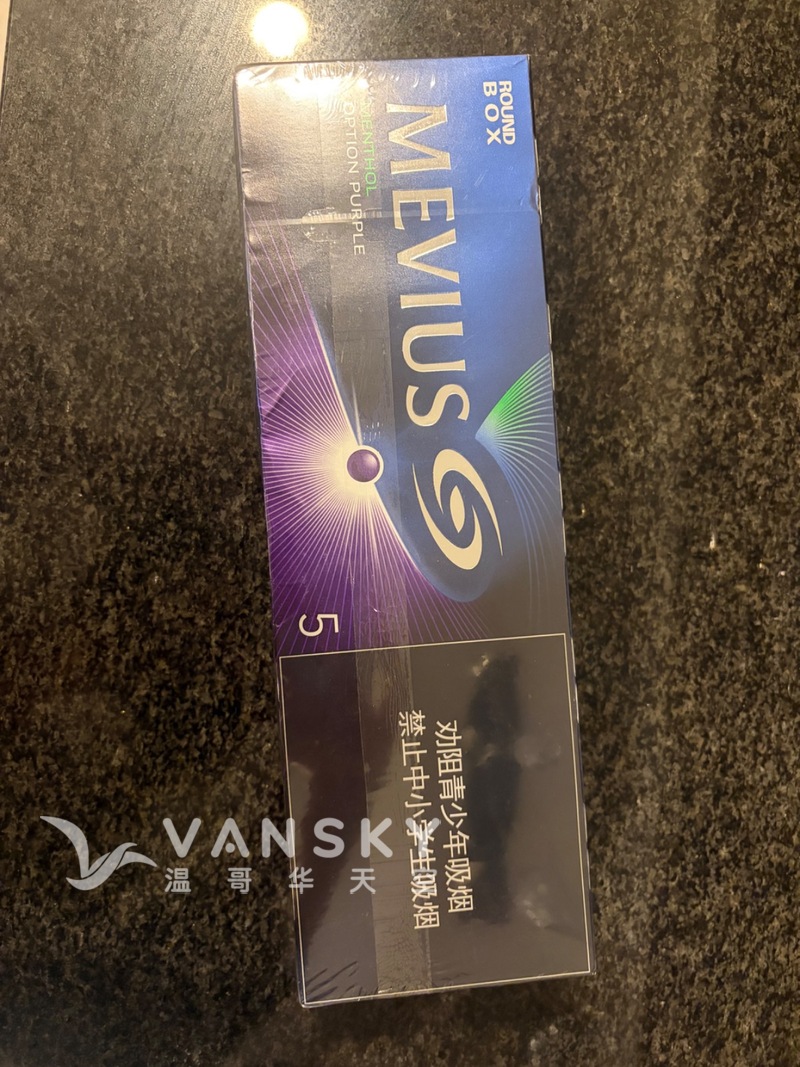 ROUND
BOX
MEVIUS
MENTHOL
OPTION PURPLE
5
劝阻青少年吸烟
禁止中小学生吸烟
VANSKY
温哥华天空